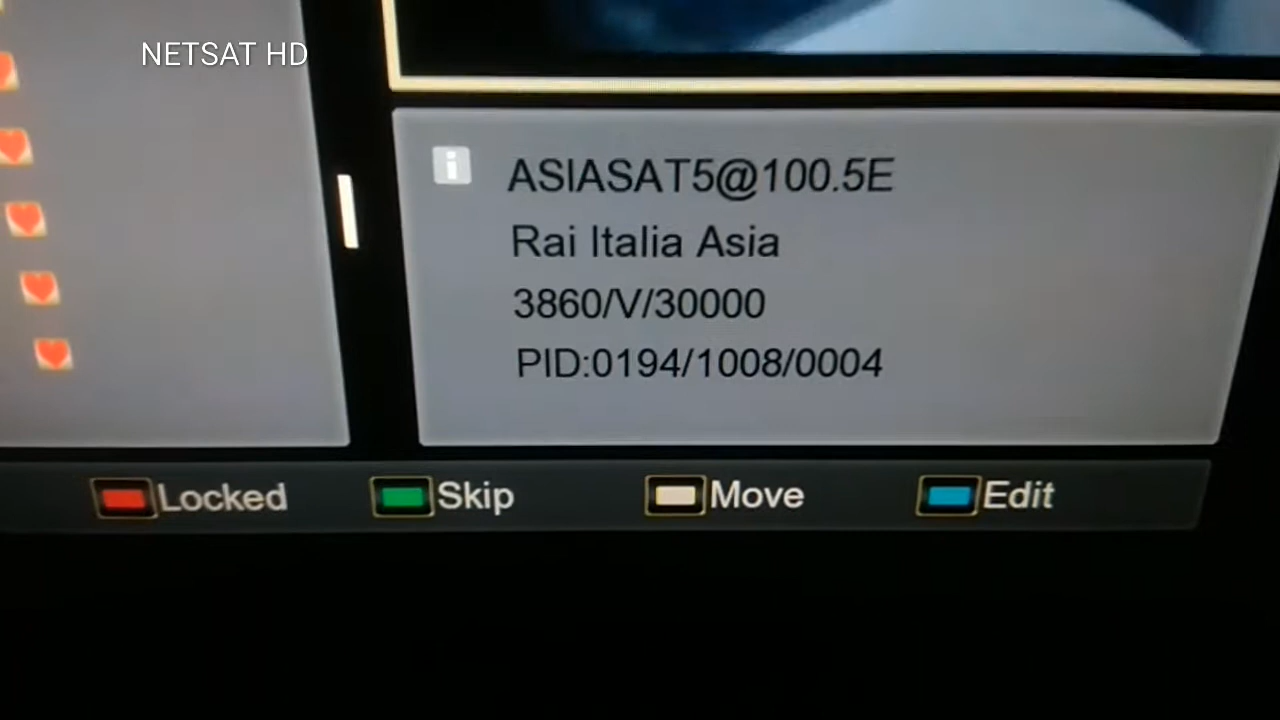 NETSAT HD
ASIASAT5@100.5E
Rai Italia Asia
3860/V/30000
PID:0194/1008/0004
Locked Skip Move Edit